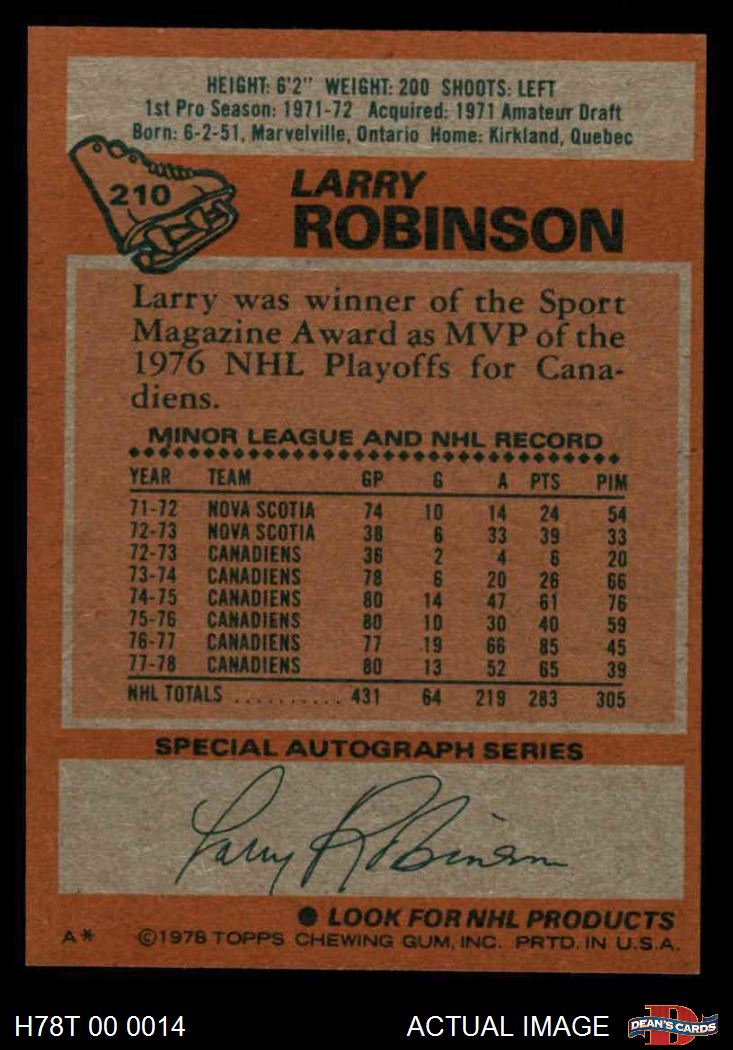 HEIGHT: 6'2" WEIGHT: 200 SHOOTS: LEFT
1st Pro Season: 1971-72 Acquired: 1971 Amateur Draft
Born: 6-2-51, Marvelville, Ontario Home: Kirkland, Quebec
210
LARRY
ROBINSON
Larry was winner of the Sport
Magazine Award as MVP of the
1976 NHL Playoffs for Cana-
diens.
MINOR LEAGUE AND NHL RECORD
YEAR TEAM GP G A PTS PIM
71-72 NOVA SCOTIA 74 10 14 24 54
72-73 NOVA SCOTIA 38 6 33 39 33
72-73 CANADIENS 36 2 4 6 20
73-74 CANADIENS 78 6 20 26 66
74-75 CANADIENS 80 14 47 61 76
75-76 CANADIENS 80 10 30 40 59
76-77 CANADIENS 77 19 66 85 45
77-78 CANADIENS 80 13 52 65 39
NHL TOTALS .......... 431 64 219 283 305
SPECIAL AUTOGRAPH SERIES
Larry Robinson
● LOOK FOR NHL PRODUCTS
A* ©1978 TOPPS CHEWING GUM, INC. PRTD. IN U.S.A.
H78T 00 0014 ACTUAL IMAGE D DEAN'S CARDS